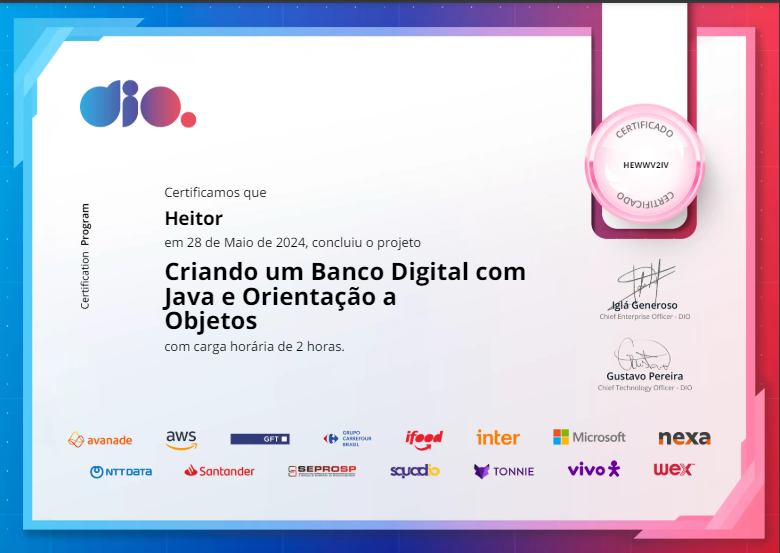 dio.
CERTIFICADO
HEWWV2IV
CERTIFICADO
Certification Program
Certificamos que
Heitor
em 28 de Maio de 2024, concluiu o projeto
Criando um Banco Digital com
Java e Orientação a
Objetos
com carga horária de 2 horas.
Iglá Generoso
Chief Enterprise Officer - DIO
Gustavo Pereira
Chief Technology Officer - DIO
avanade aws GFT GRUPO CARREFOUR BRASIL ifood inter Microsoft nexa
NTT DATA Santander SEPROSP squadio TONNIE vivo wex